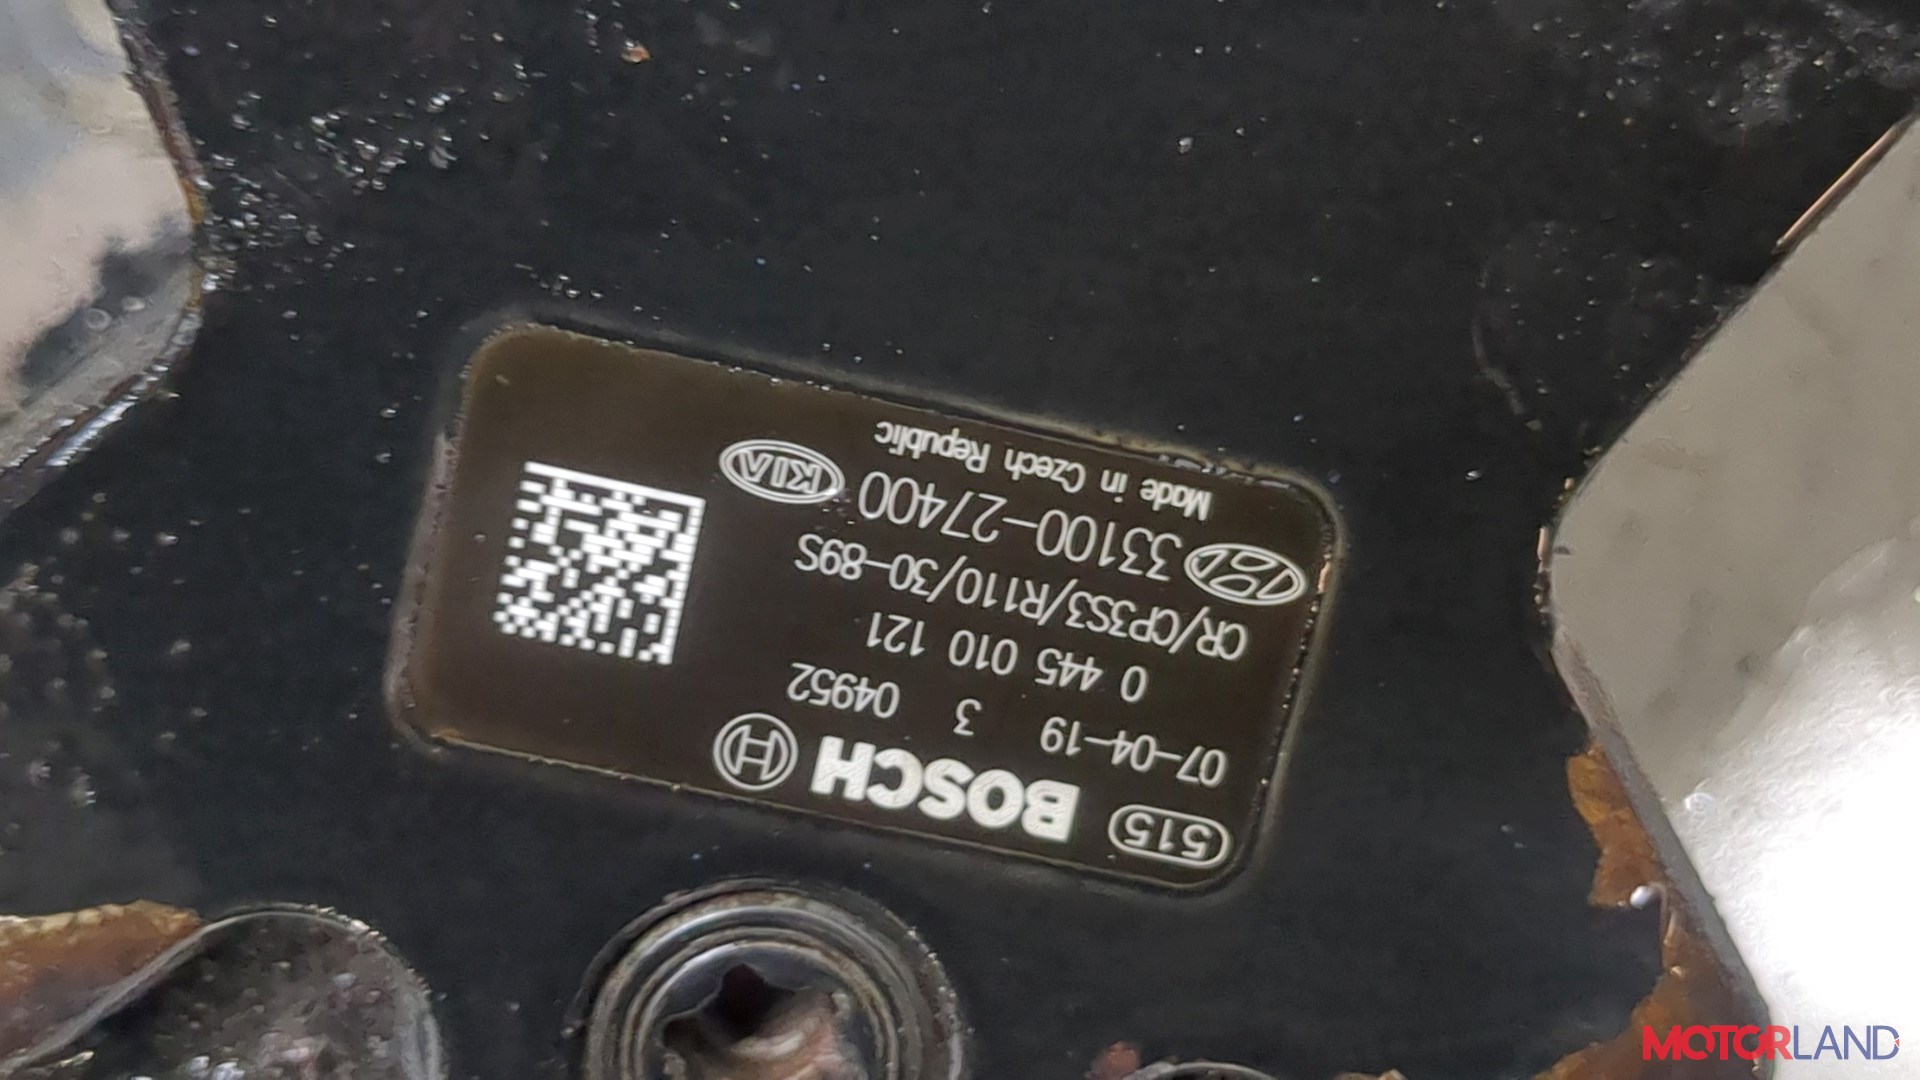 515 BOSCH
07-04-19 3 04952
0 445 010 121
CR/CP3S3/R110/30-89S
33100-27400 KIA
Made in Czech Republic
MOTORLAND